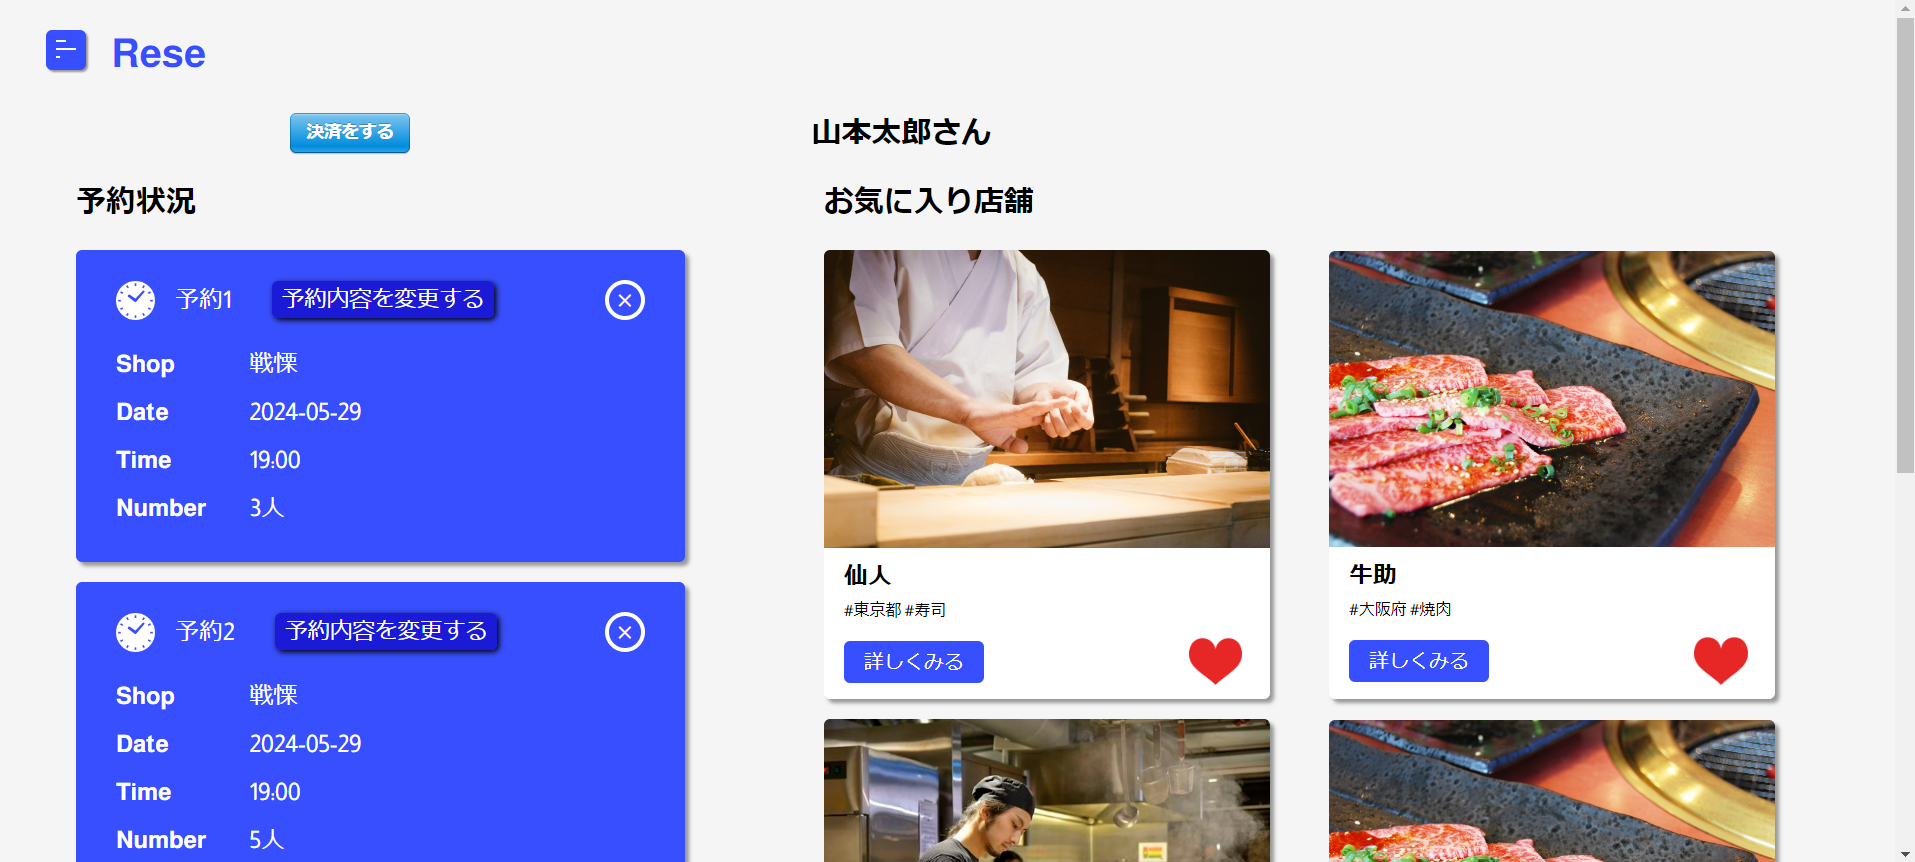 Rese
決済をする
山本太郎さん
予約状況
予約1
予約内容を変更する
Shop 戦慄
Date 2024-05-29
Time 19:00
Number 3人
予約2
予約内容を変更する
Shop 戦慄
Date 2024-05-29
Time 19:00
Number 5人
お気に入り店舗
仙人
#東京都 #寿司
詳しくみる
牛助
#大阪府 #焼肉
詳しくみる